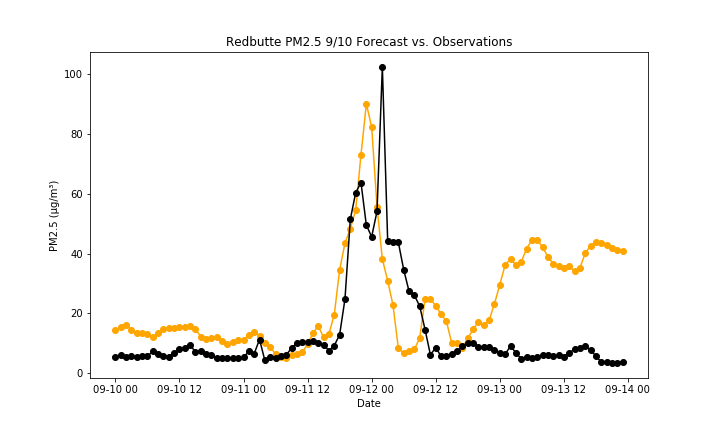 Redbutte PM2.5 9/10 Forecast vs. Observations
100
80
60
40
20
0
PM2.5 (µg/m³)
09-10 00 09-10 12 09-11 00 09-11 12 09-12 00 09-12 12 09-13 00 09-13 12 09-14 00
Date